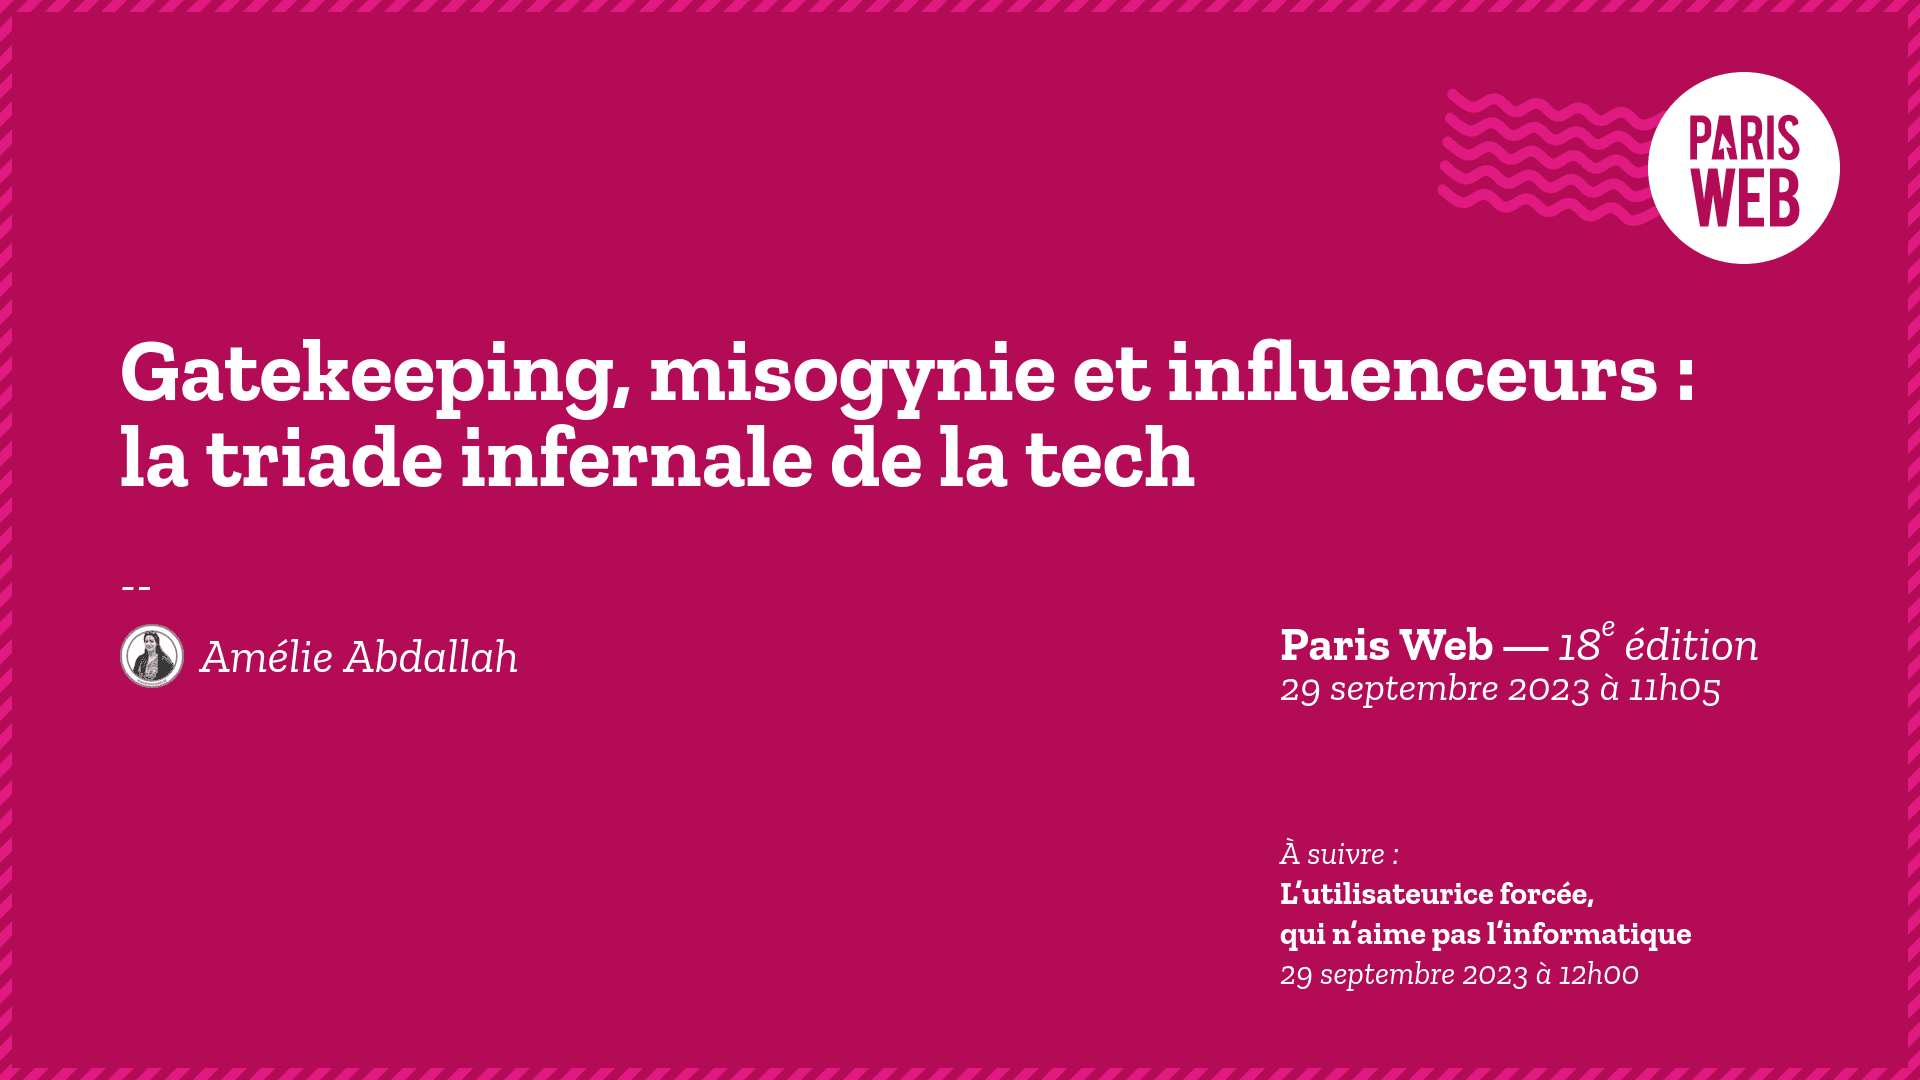 PARIS
WEB
Gatekeeping, misogynie et influenceurs :
la triade infernale de la tech
--
Amélie Abdallah
Paris Web — 18e édition
29 septembre 2023 à 11h05
À suivre :
L’utilisateurice forcée,
qui n’aime pas l’informatique
29 septembre 2023 à 12h00